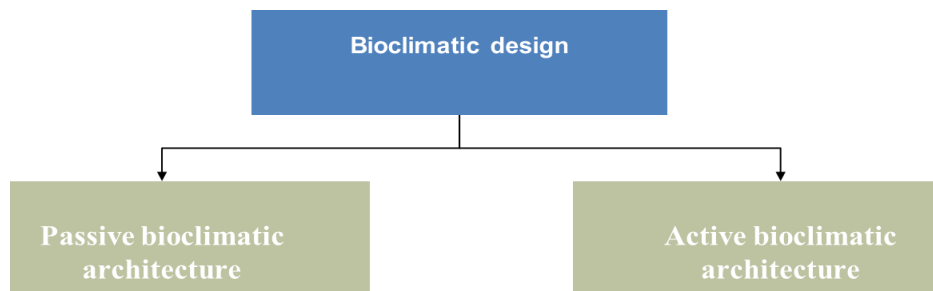 Bioclimatic design
Passive bioclimatic
architecture
Active bioclimatic
architecture